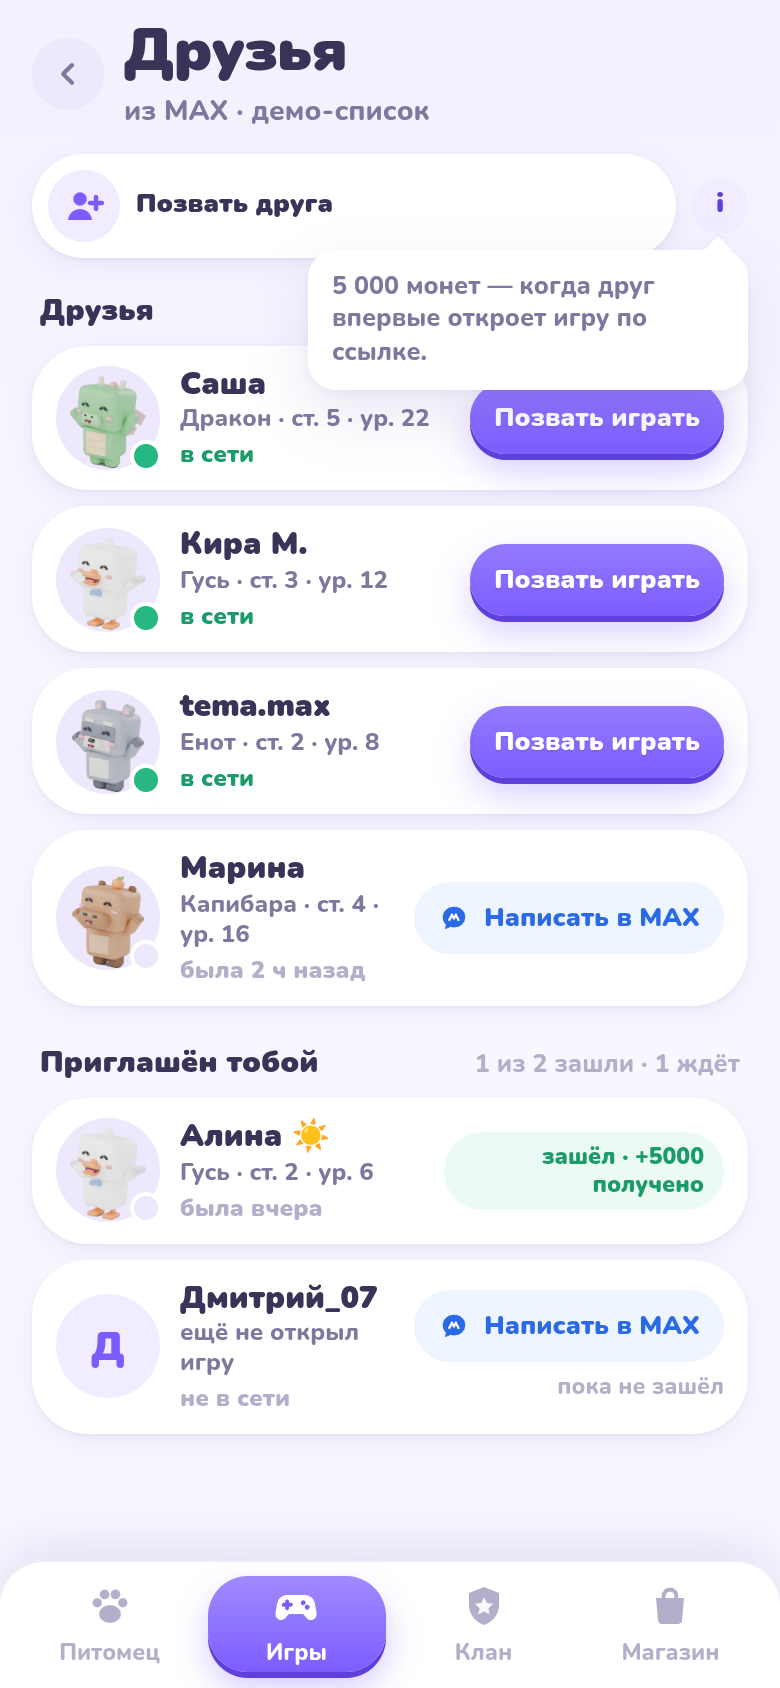 Друзья
из MAX · демо-список
Позвать друга
i
5 000 монет — когда друг
впервые откроет игру по
ссылке.
Друзья
Саша
Дракон · ст. 5 · ур. 22
в сети
Позвать играть
Кира М.
Гусь · ст. 3 · ур. 12
в сети
Позвать играть
tema.max
Енот · ст. 2 · ур. 8
в сети
Позвать играть
Марина
Капибара · ст. 4 ·
ур. 16
была 2 ч назад
Написать в MAX
Приглашён тобой
1 из 2 зашли · 1 ждёт
Алина ☀️
Гусь · ст. 2 · ур. 6
была вчера
зашёл · +5000
получено
Д
Дмитрий_07
ещё не открыл
игру
не в сети
Написать в MAX
пока не зашёл
Питомец
Игры
Клан
Магазин